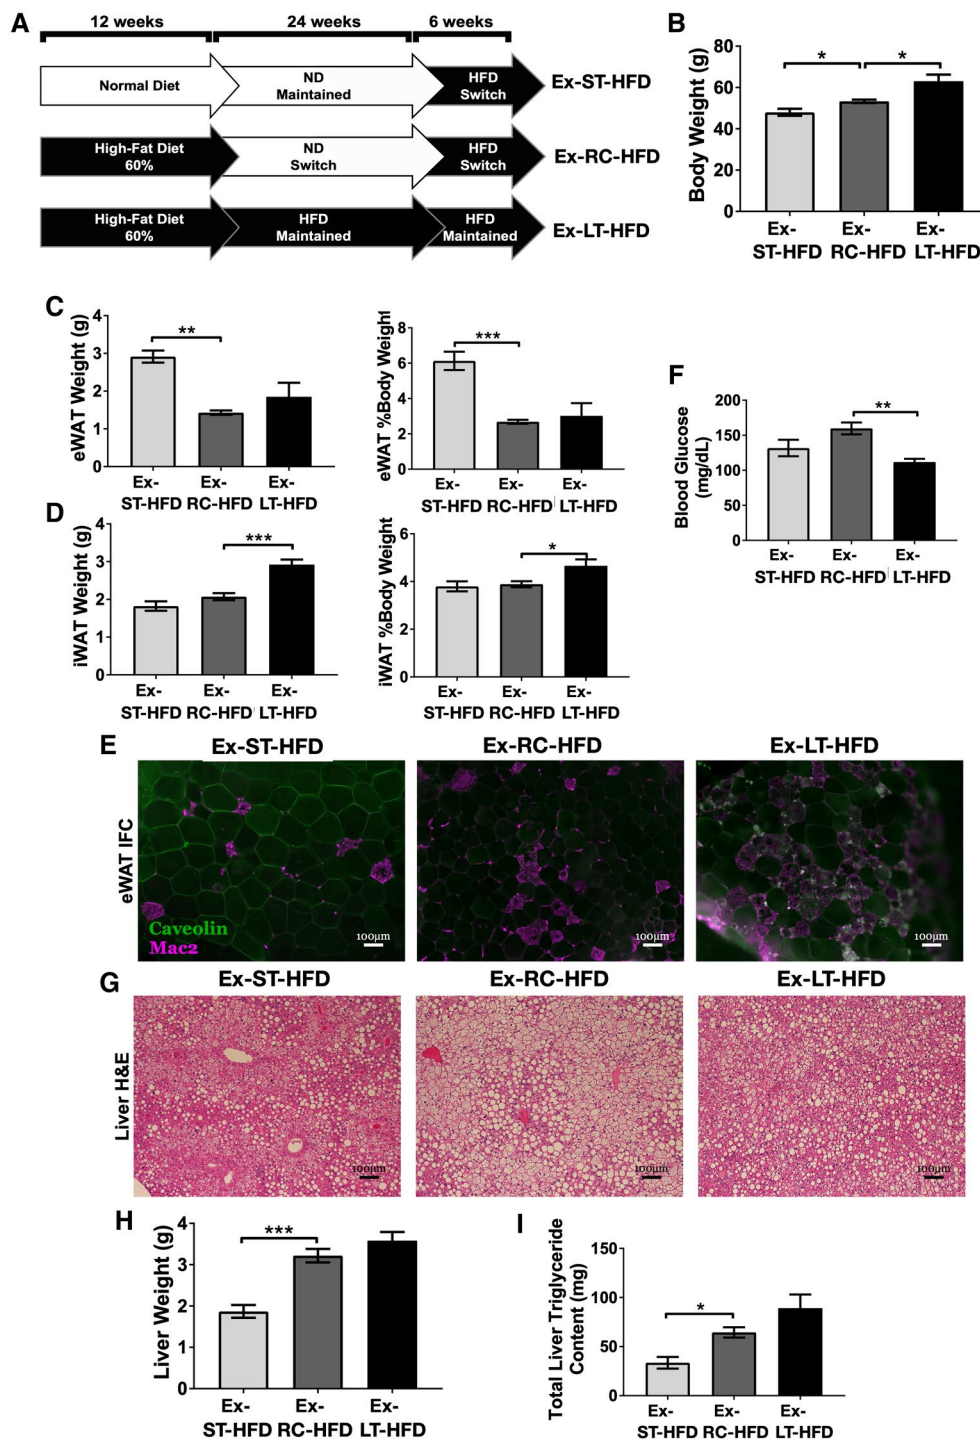 A
12 weeks
24 weeks
6 weeks
Normal Diet
ND
Maintained
HFD
Switch
Ex-ST-HFD
High-Fat Diet
60%
ND
Switch
HFD
Switch
Ex-RC-HFD
High-Fat Diet
60%
HFD
Maintained
HFD
Maintained
Ex-LT-HFD
B
Body Weight (g)
80
60
40
20
0
*
*
Ex-
ST-HFD
Ex-
RC-HFD
Ex-
LT-HFD
C
eWAT Weight (g)
4
3
2
1
0
**
Ex-
ST-HFD
Ex-
RC-HFD
Ex-
LT-HFD
eWAT %Body Weight
8
6
4
2
0
***
Ex-
ST-HFD
Ex-
RC-HFD
Ex-
LT-HFD
D
iWAT Weight (g)
4
3
2
1
0
***
Ex-
ST-HFD
Ex-
RC-HFD
Ex-
LT-HFD
iWAT %Body Weight
6
4
2
0
*
Ex-
ST-HFD
Ex-
RC-HFD
Ex-
LT-HFD
F
Blood Glucose
(mg/dL)
200
150
100
50
0
**
Ex-
ST-HFD
Ex-
RC-HFD
Ex-
LT-HFD
E
Ex-ST-HFD
Ex-RC-HFD
Ex-LT-HFD
eWAT IFC
Caveolin
Mac2
100µm
100µm
100µm
G
Ex-ST-HFD
Ex-RC-HFD
Ex-LT-HFD
Liver H&E
100µm
100µm
100µm
H
Liver Weight (g)
4
3
2
1
0
***
Ex-
ST-HFD
Ex-
RC-HFD
Ex-
LT-HFD
I
Total Liver Triglyceride
Content (mg)
150
100
50
0
*
Ex-
ST-HFD
Ex-
RC-HFD
Ex-
LT-HFD